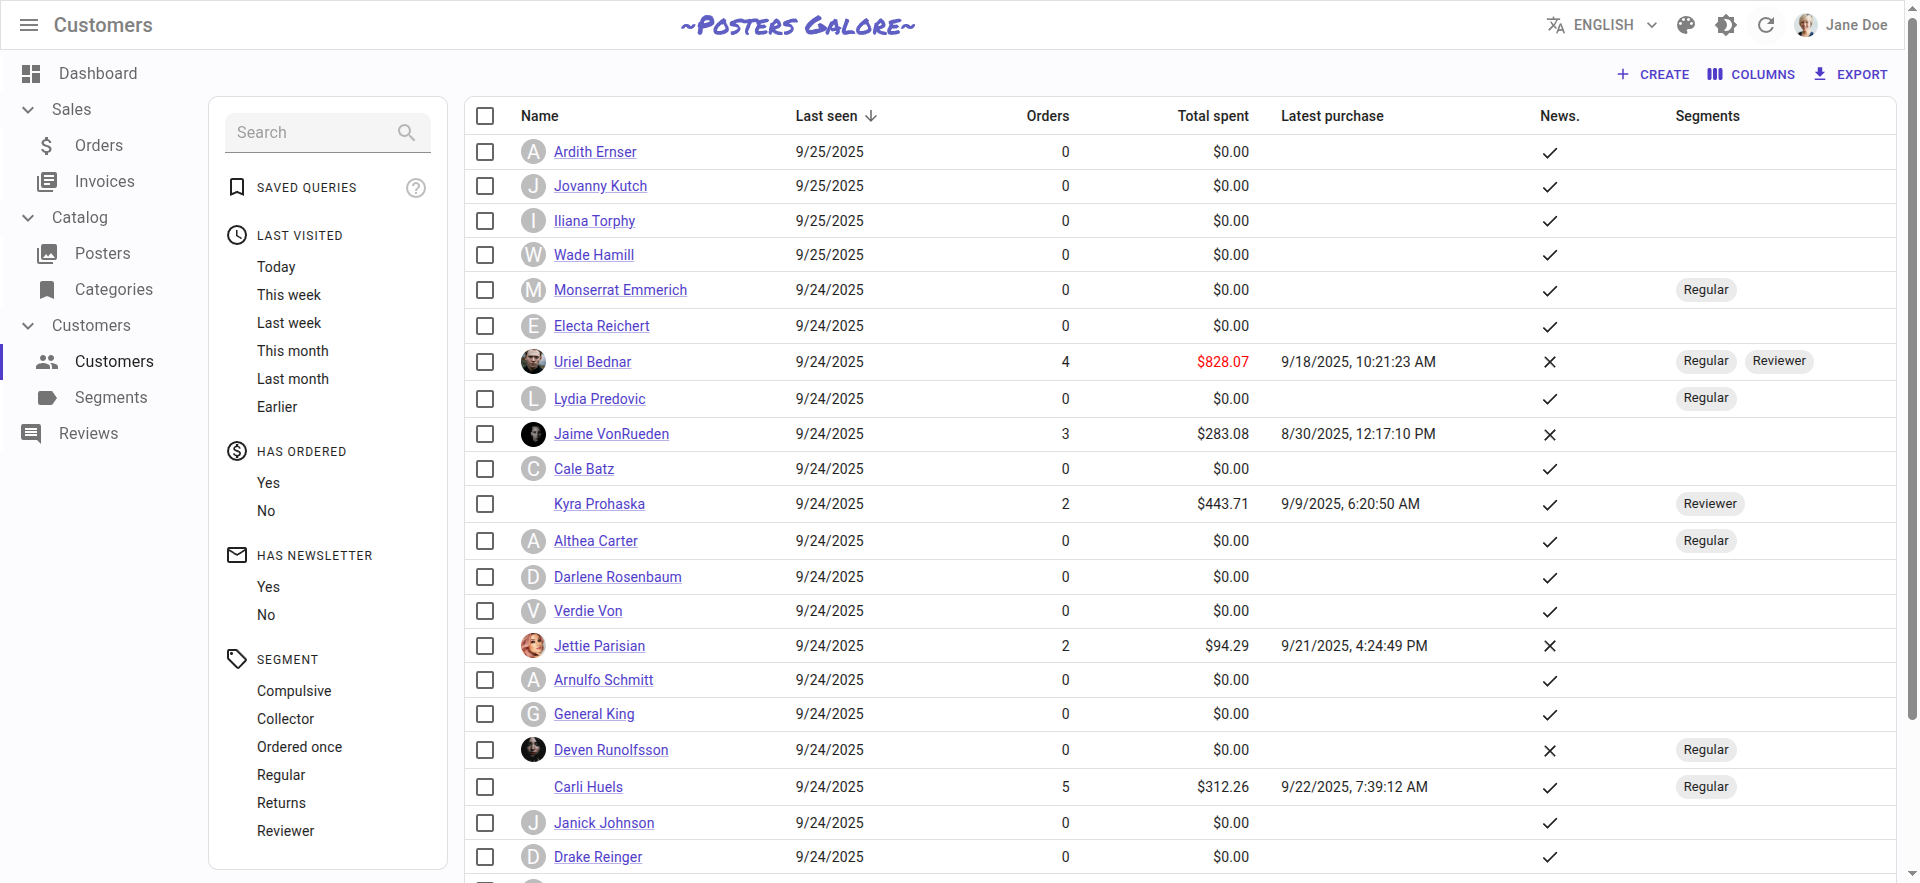 Customers
~Posters Galore~
ENGLISH
Jane Doe
Dashboard
Sales
Orders
Invoices
Catalog
Posters
Categories
Customers
Customers
Segments
Reviews
CREATE COLUMNS EXPORT
Search
SAVED QUERIES
LAST VISITED
Today
This week
Last week
This month
Last month
Earlier
HAS ORDERED
Yes
No
HAS NEWSLETTER
Yes
No
SEGMENT
Compulsive
Collector
Ordered once
Regular
Returns
Reviewer
Name Last seen Orders Total spent Latest purchase News. Segments
A Ardith Ernser 9/25/2025 0 $0.00
J Jovanny Kutch 9/25/2025 0 $0.00
I Iliana Torphy 9/25/2025 0 $0.00
W Wade Hamill 9/25/2025 0 $0.00
M Monserrat Emmerich 9/24/2025 0 $0.00 Regular
E Electa Reichert 9/24/2025 0 $0.00
Uriel Bednar 9/24/2025 4 $828.07 9/18/2025, 10:21:23 AM Regular Reviewer
L Lydia Predovic 9/24/2025 0 $0.00 Regular
Jaime VonRueden 9/24/2025 3 $283.08 8/30/2025, 12:17:10 PM
C Cale Batz 9/24/2025 0 $0.00
Kyra Prohaska 9/24/2025 2 $443.71 9/9/2025, 6:20:50 AM Reviewer
A Althea Carter 9/24/2025 0 $0.00 Regular
D Darlene Rosenbaum 9/24/2025 0 $0.00
V Verdie Von 9/24/2025 0 $0.00
Jettie Parisian 9/24/2025 2 $94.29 9/21/2025, 4:24:49 PM
A Arnulfo Schmitt 9/24/2025 0 $0.00
G General King 9/24/2025 0 $0.00
Deven Runolfsson 9/24/2025 0 $0.00 Regular
Carli Huels 9/24/2025 5 $312.26 9/22/2025, 7:39:12 AM Regular
J Janick Johnson 9/24/2025 0 $0.00
D Drake Reinger 9/24/2025 0 $0.00